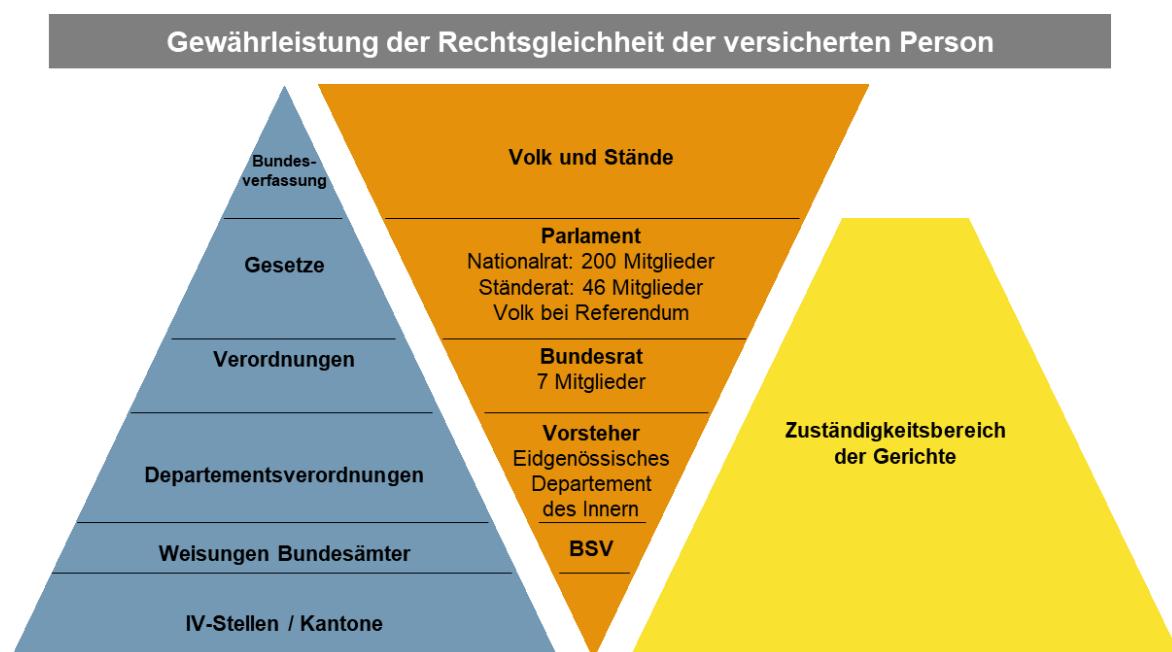 Gewährleistung der Rechtsgleichheit der versicherten Person
Bundes-
verfassung
Gesetze
Verordnungen
Departementsverordnungen
Weisungen Bundesämter
IV-Stellen / Kantone
Volk und Stände
Parlament
Nationalrat: 200 Mitglieder
Ständerat: 46 Mitglieder
Volk bei Referendum
Bundesrat
7 Mitglieder
Vorsteher
Eidgenössisches
Departement
des Innern
BSV
Zuständigkeitsbereich
der Gerichte